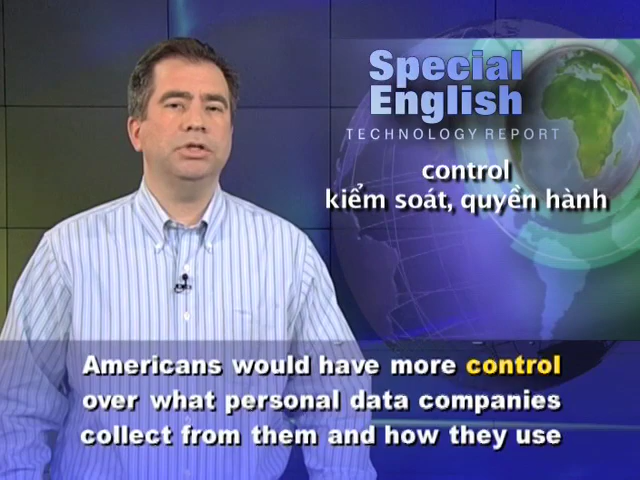 Special
English
TECHNOLOGY REPORT
control
kiểm soát, quyền hành
Americans would have more control
over what personal data companies
collect from them and how they use